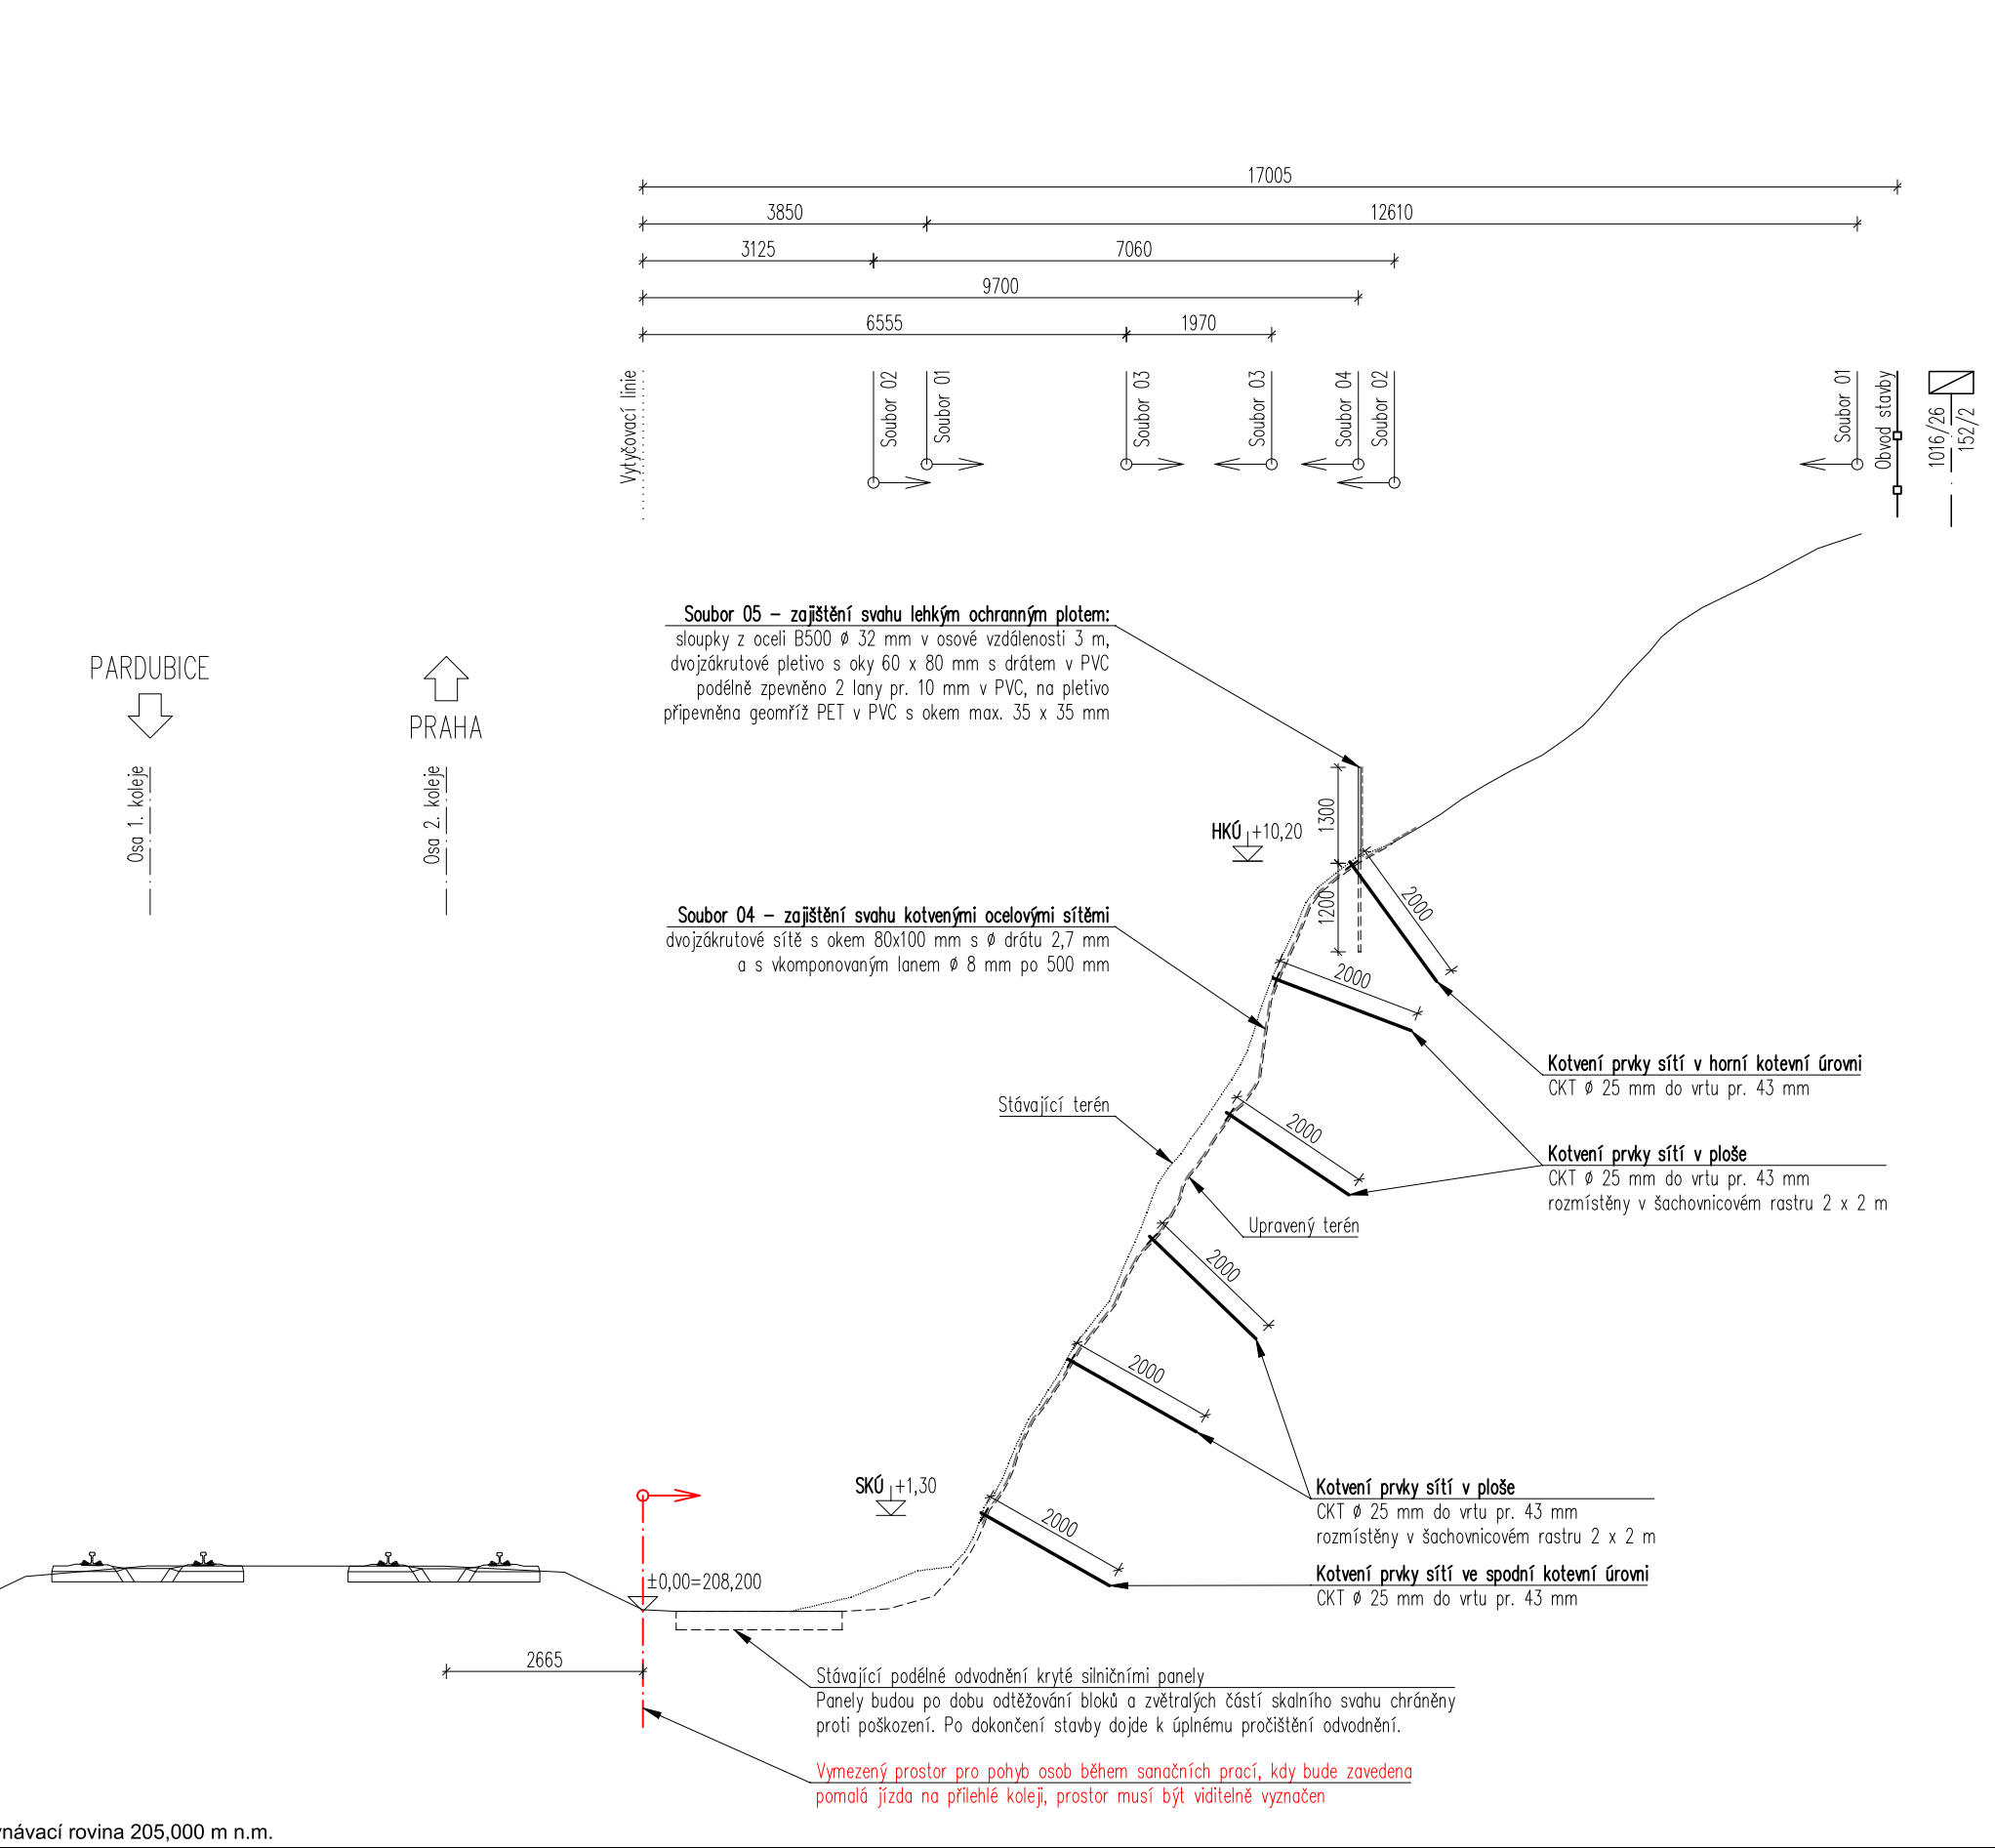 17005
3850
12610
3125
7060
9700
6555
1970
Vytyčovací linie
Soubor 02
Soubor 01
Soubor 03
Soubor 03
Soubor 04
Soubor 02
Soubor 01
Obvod stavby
1016/26
152/2
Soubor 05 – zajištění svahu lehkým ochranným plotem:
sloupky z oceli B500 ø 32 mm v osové vzdálenosti 3 m,
dvojzákrutové pletivo s oky 60 x 80 mm s drátem v PVC
podélně zpevněno 2 lany pr. 10 mm v PVC, na pletivo
připevněna geomříž PET v PVC s okem max. 35 x 35 mm
PARDUBICE
PRAHA
Osa 1. koleje
Osa 2. koleje
1300
HKÚ +10,20
1200
2000
2000
Soubor 04 – zajištění svahu kotvenými ocelovými sítěmi
dvojzákrutové sítě s okem 80x100 mm s ø drátu 2,7 mm
a s vkomponovaným lanem ø 8 mm po 500 mm
Kotvení prvky sítí v horní kotevní úrovni
CKT ø 25 mm do vrtu pr. 43 mm
Stávající terén
2000
Kotvení prvky sítí v ploše
CKT ø 25 mm do vrtu pr. 43 mm
rozmístěny v šachovnicovém rastru 2 x 2 m
Upravený terén
2000
2000
SKÚ +1,30
Kotvení prvky sítí v ploše
CKT ø 25 mm do vrtu pr. 43 mm
rozmístěny v šachovnicovém rastru 2 x 2 m
2000
Kotvení prvky sítí ve spodní kotevní úrovni
CKT ø 25 mm do vrtu pr. 43 mm
±0,00=208,200
2665
Stávající podélné odvodnění kryté silničními panely
Panely budou po dobu odtěžování bloků a zvětralých částí skalního svahu chráněny
proti poškození. Po dokončení stavby dojde k úplnému pročištění odvodnění.
Vymezený prostor pro pohyb osob během sanačních prací, kdy bude zavedena
pomalá jízda na přilehlé koleji, prostor musí být viditelně vyznačen
vnávací rovina 205,000 m n.m.